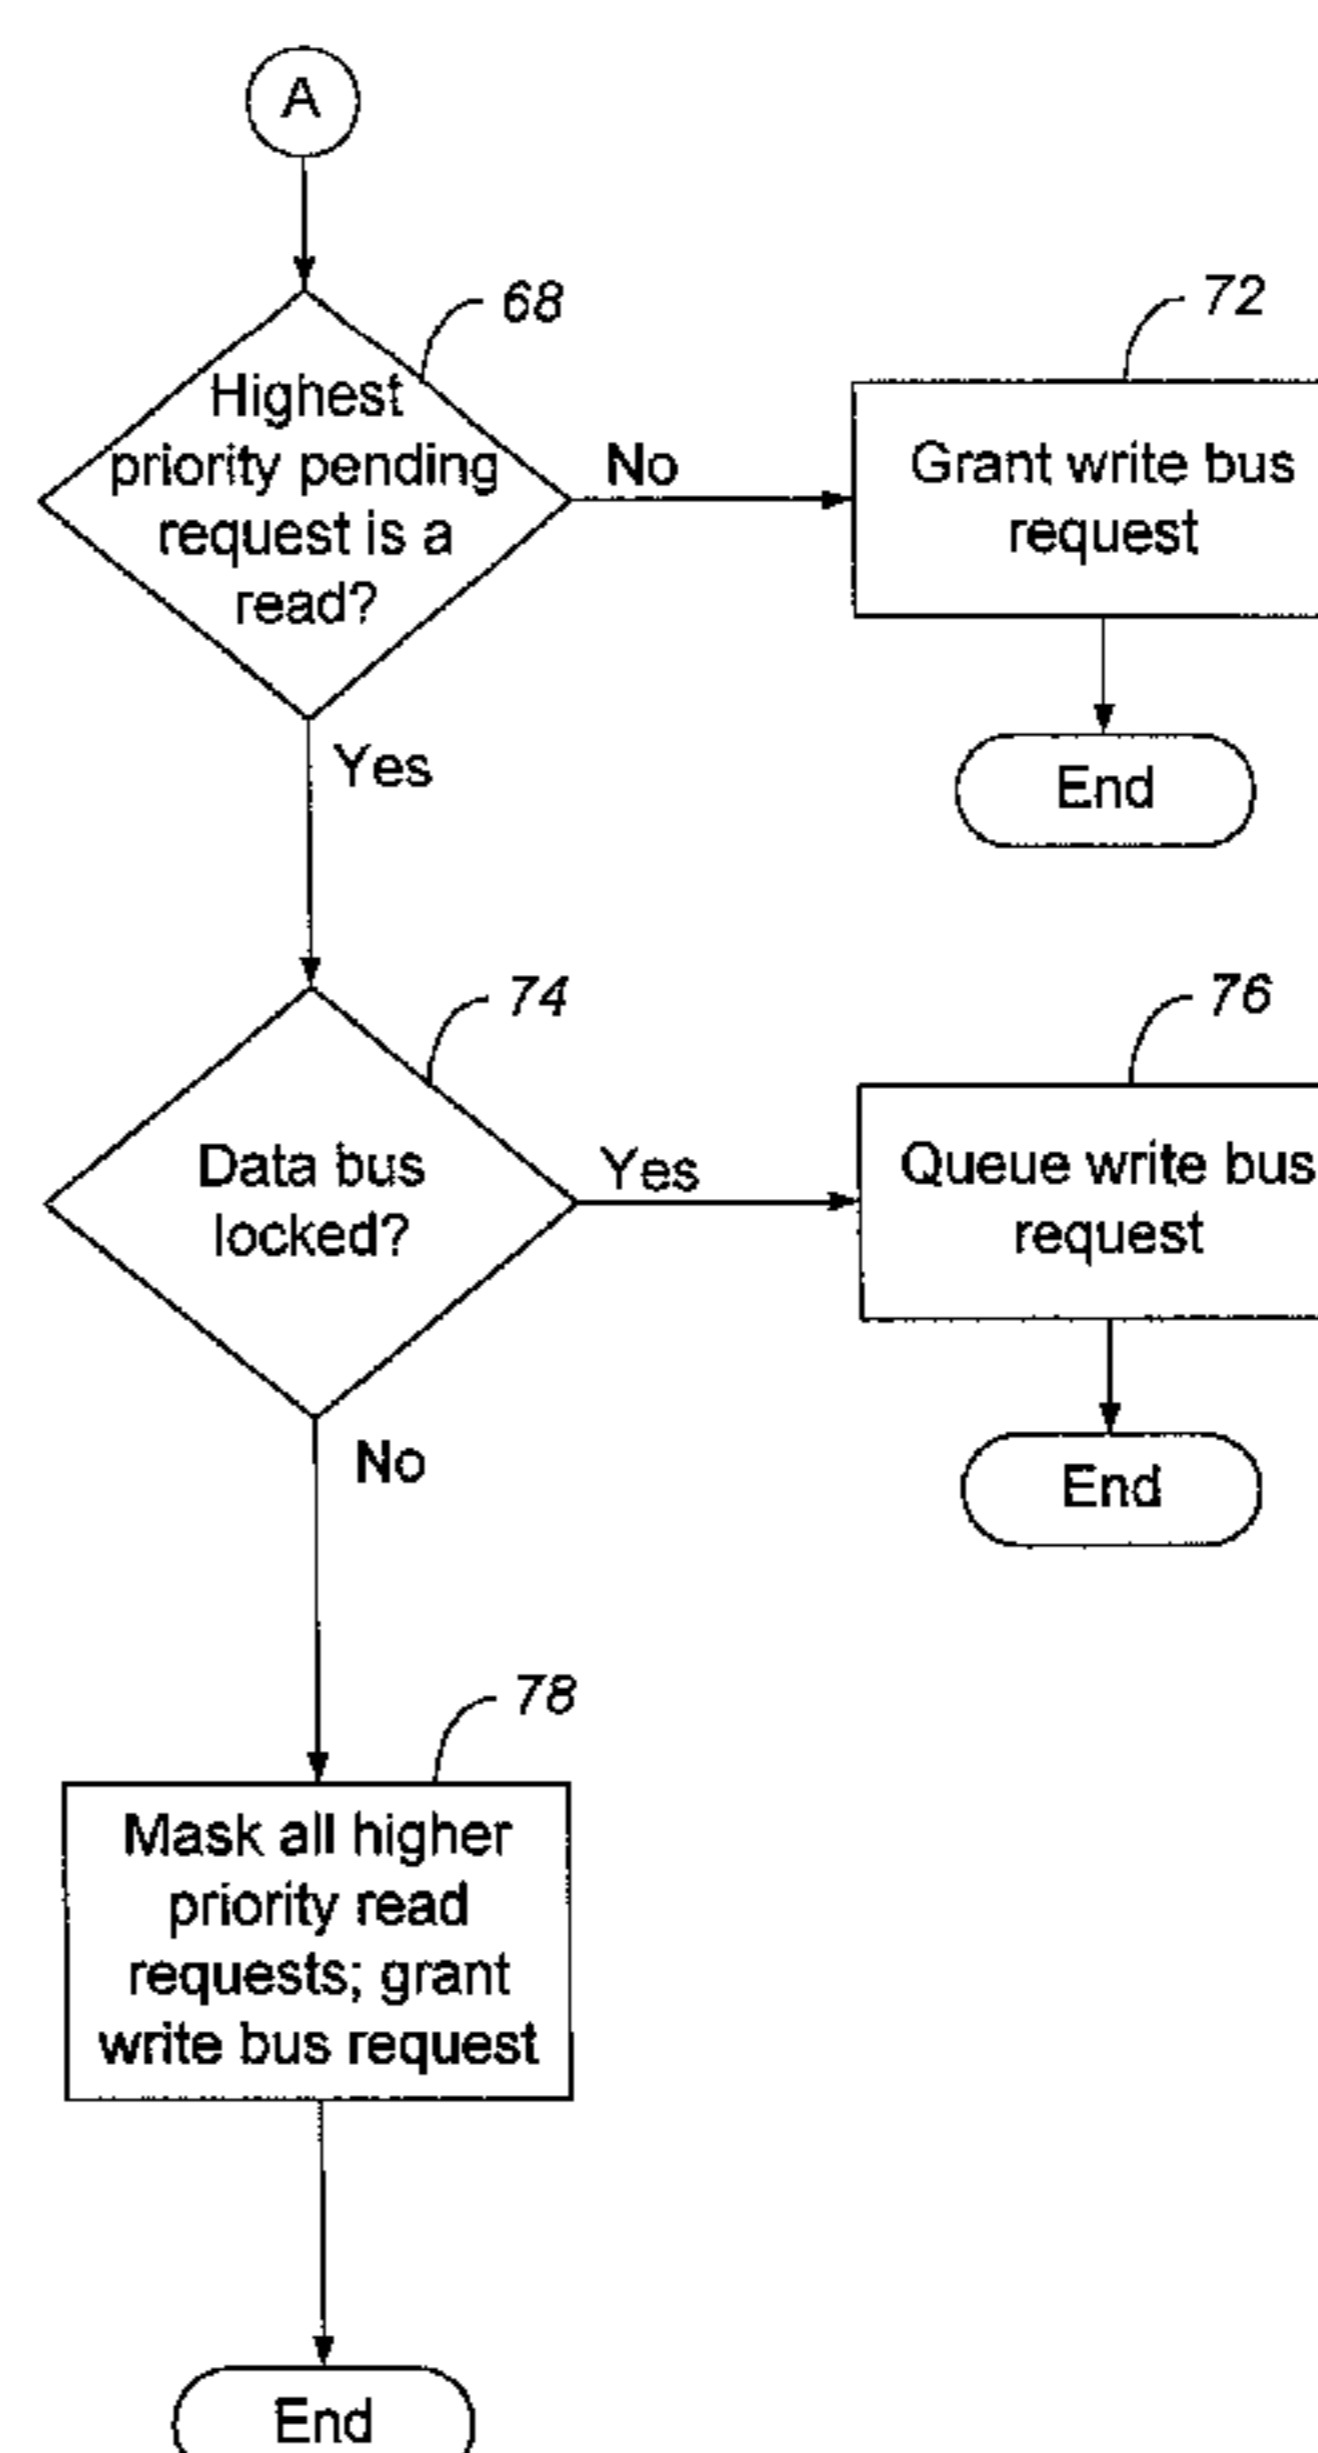 A
68
Highest
priority pending
request is a
read?
No
72
Grant write bus
request
End
Yes
74
Data bus
locked?
Yes
76
Queue write bus
request
End
No
78
Mask all higher
priority read
requests; grant
write bus request
End